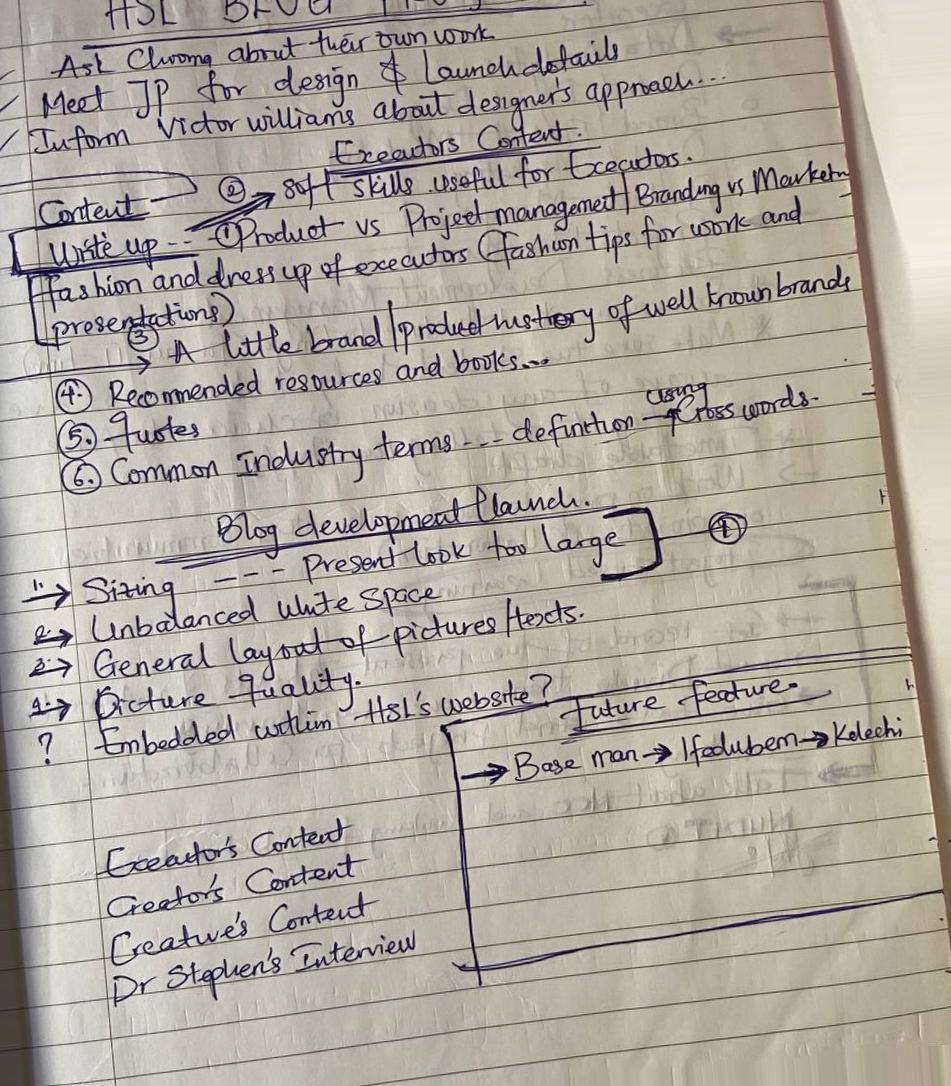 HSL BLOG
Ask Chioma about their own work
✓ Meet JP for design & Launch details
✓ Inform Victor williams about designer's approach...
Executors Content.
② → Soft skills useful for Executors.
Content
Write up -- ① Product vs Project management / Branding vs Marketn
(fashion and dress up of executors (fashion tips for work and
presentations)
③ → A little brand/product history of well known brands
④ Recommended resources and books...
⑤ Quotes
⑥ Common Industry terms --- definition → using Cross words.
Blog development/launch.
1. → Sizing --- Present look too large ] — ①
2. → Unbalanced White Space
3. → General layout of pictures/texts.
4. → Picture Quality.
? Embedded within HSL's website?
Future feature.
→ Base man → Ifeolubem → Kelechi
Executor's Content
Creator's Content
Creative's Content
Dr Stephen's Interview